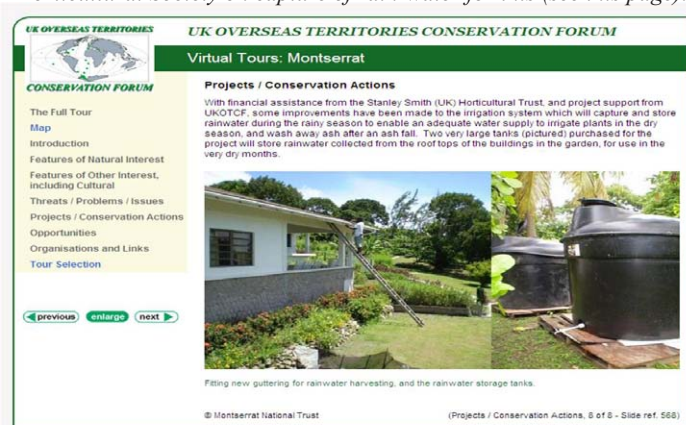 UK OVERSEAS TERRITORIES
CONSERVATION FORUM
UK OVERSEAS TERRITORIES CONSERVATION FORUM
Virtual Tours: Montserrat
The Full Tour
Map
Introduction
Features of Natural Interest
Features of Other Interest,
including Cultural
Threats / Problems / Issues
Projects / Conservation Actions
Opportunities
Organisations and Links
Tour Selection
previous
enlarge
next
Projects / Conservation Actions
With financial assistance from the Stanley Smith (UK) Horticultural Trust, and project support from
UKOTCF, some improvements have been made to the irrigation system which will capture and store
rainwater during the rainy season to enable an adequate water supply to irrigate plants in the dry
season, and wash away ash after an ash fall. Two very large tanks (pictured) purchased for the
project will store rainwater collected from the roof tops of the buildings in the garden, for use in the
very dry months.
Fitting new guttering for rainwater harvesting, and the rainwater storage tanks.
© Montserrat National Trust
(Projects / Conservation Actions, 8 of 8 - Slide ref. 568)